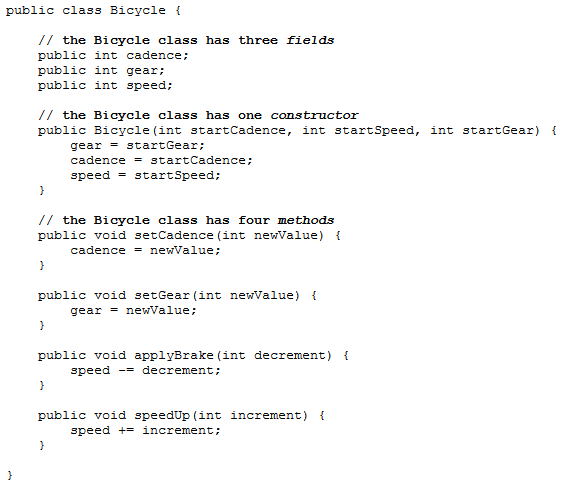 public class Bicycle {
// the Bicycle class has three fields
public int cadence;
public int gear;
public int speed;
// the Bicycle class has one constructor
public Bicycle(int startCadence, int startSpeed, int startGear) {
gear = startGear;
cadence = startCadence;
speed = startSpeed;
}
// the Bicycle class has four methods
public void setCadence(int newValue) {
cadence = newValue;
}
public void setGear(int newValue) {
gear = newValue;
}
public void applyBrake(int decrement) {
speed -= decrement;
}
public void speedUp(int increment) {
speed += increment;
}
}